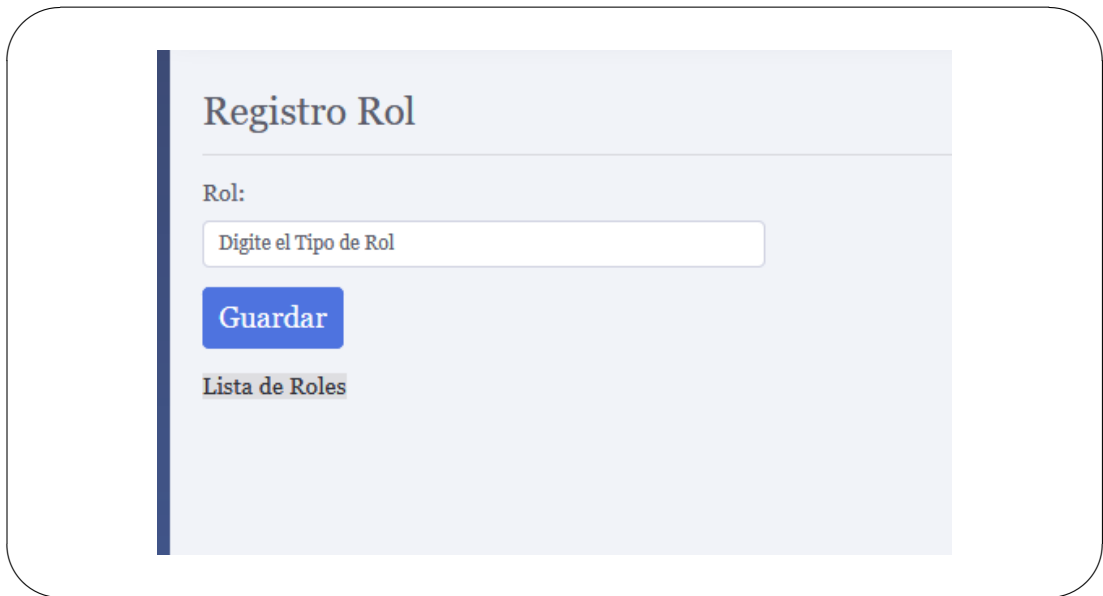 Registro Rol
Rol:
Digite el Tipo de Rol
Guardar
Lista de Roles